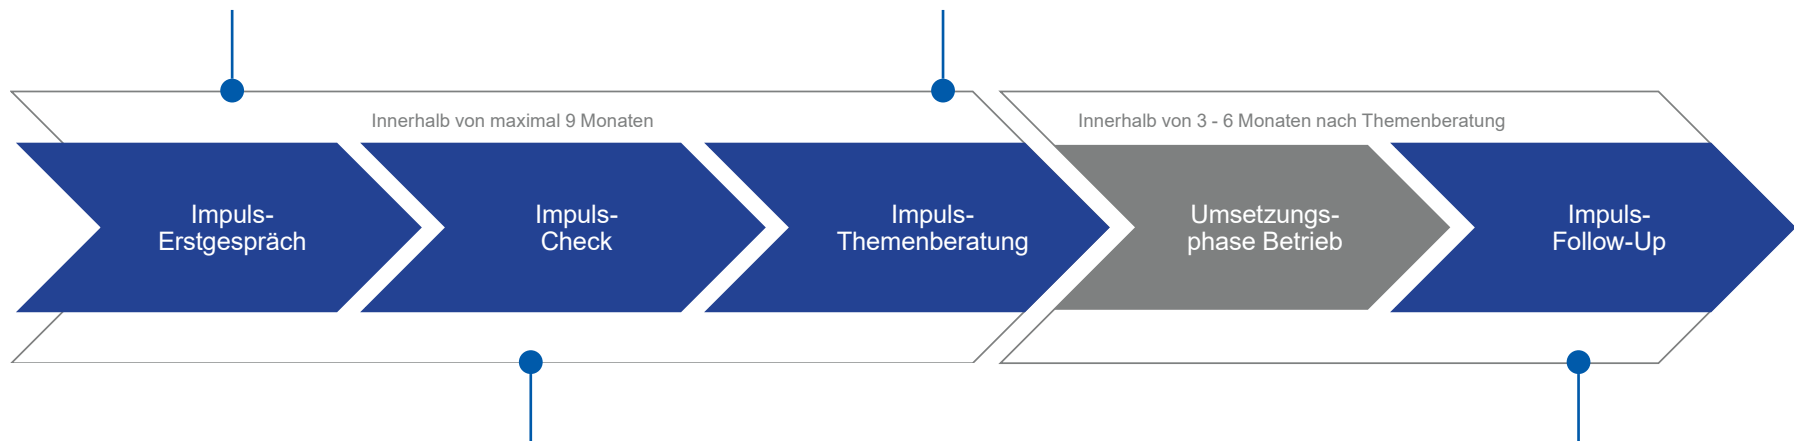 Innerhalb von maximal 9 Monaten
Innerhalb von 3 - 6 Monaten nach Themenberatung
Impuls-
Erstgespräch
Impuls-
Check
Impuls-
Themenberatung
Umsetzungs-
phase Betrieb
Impuls-
Follow-Up